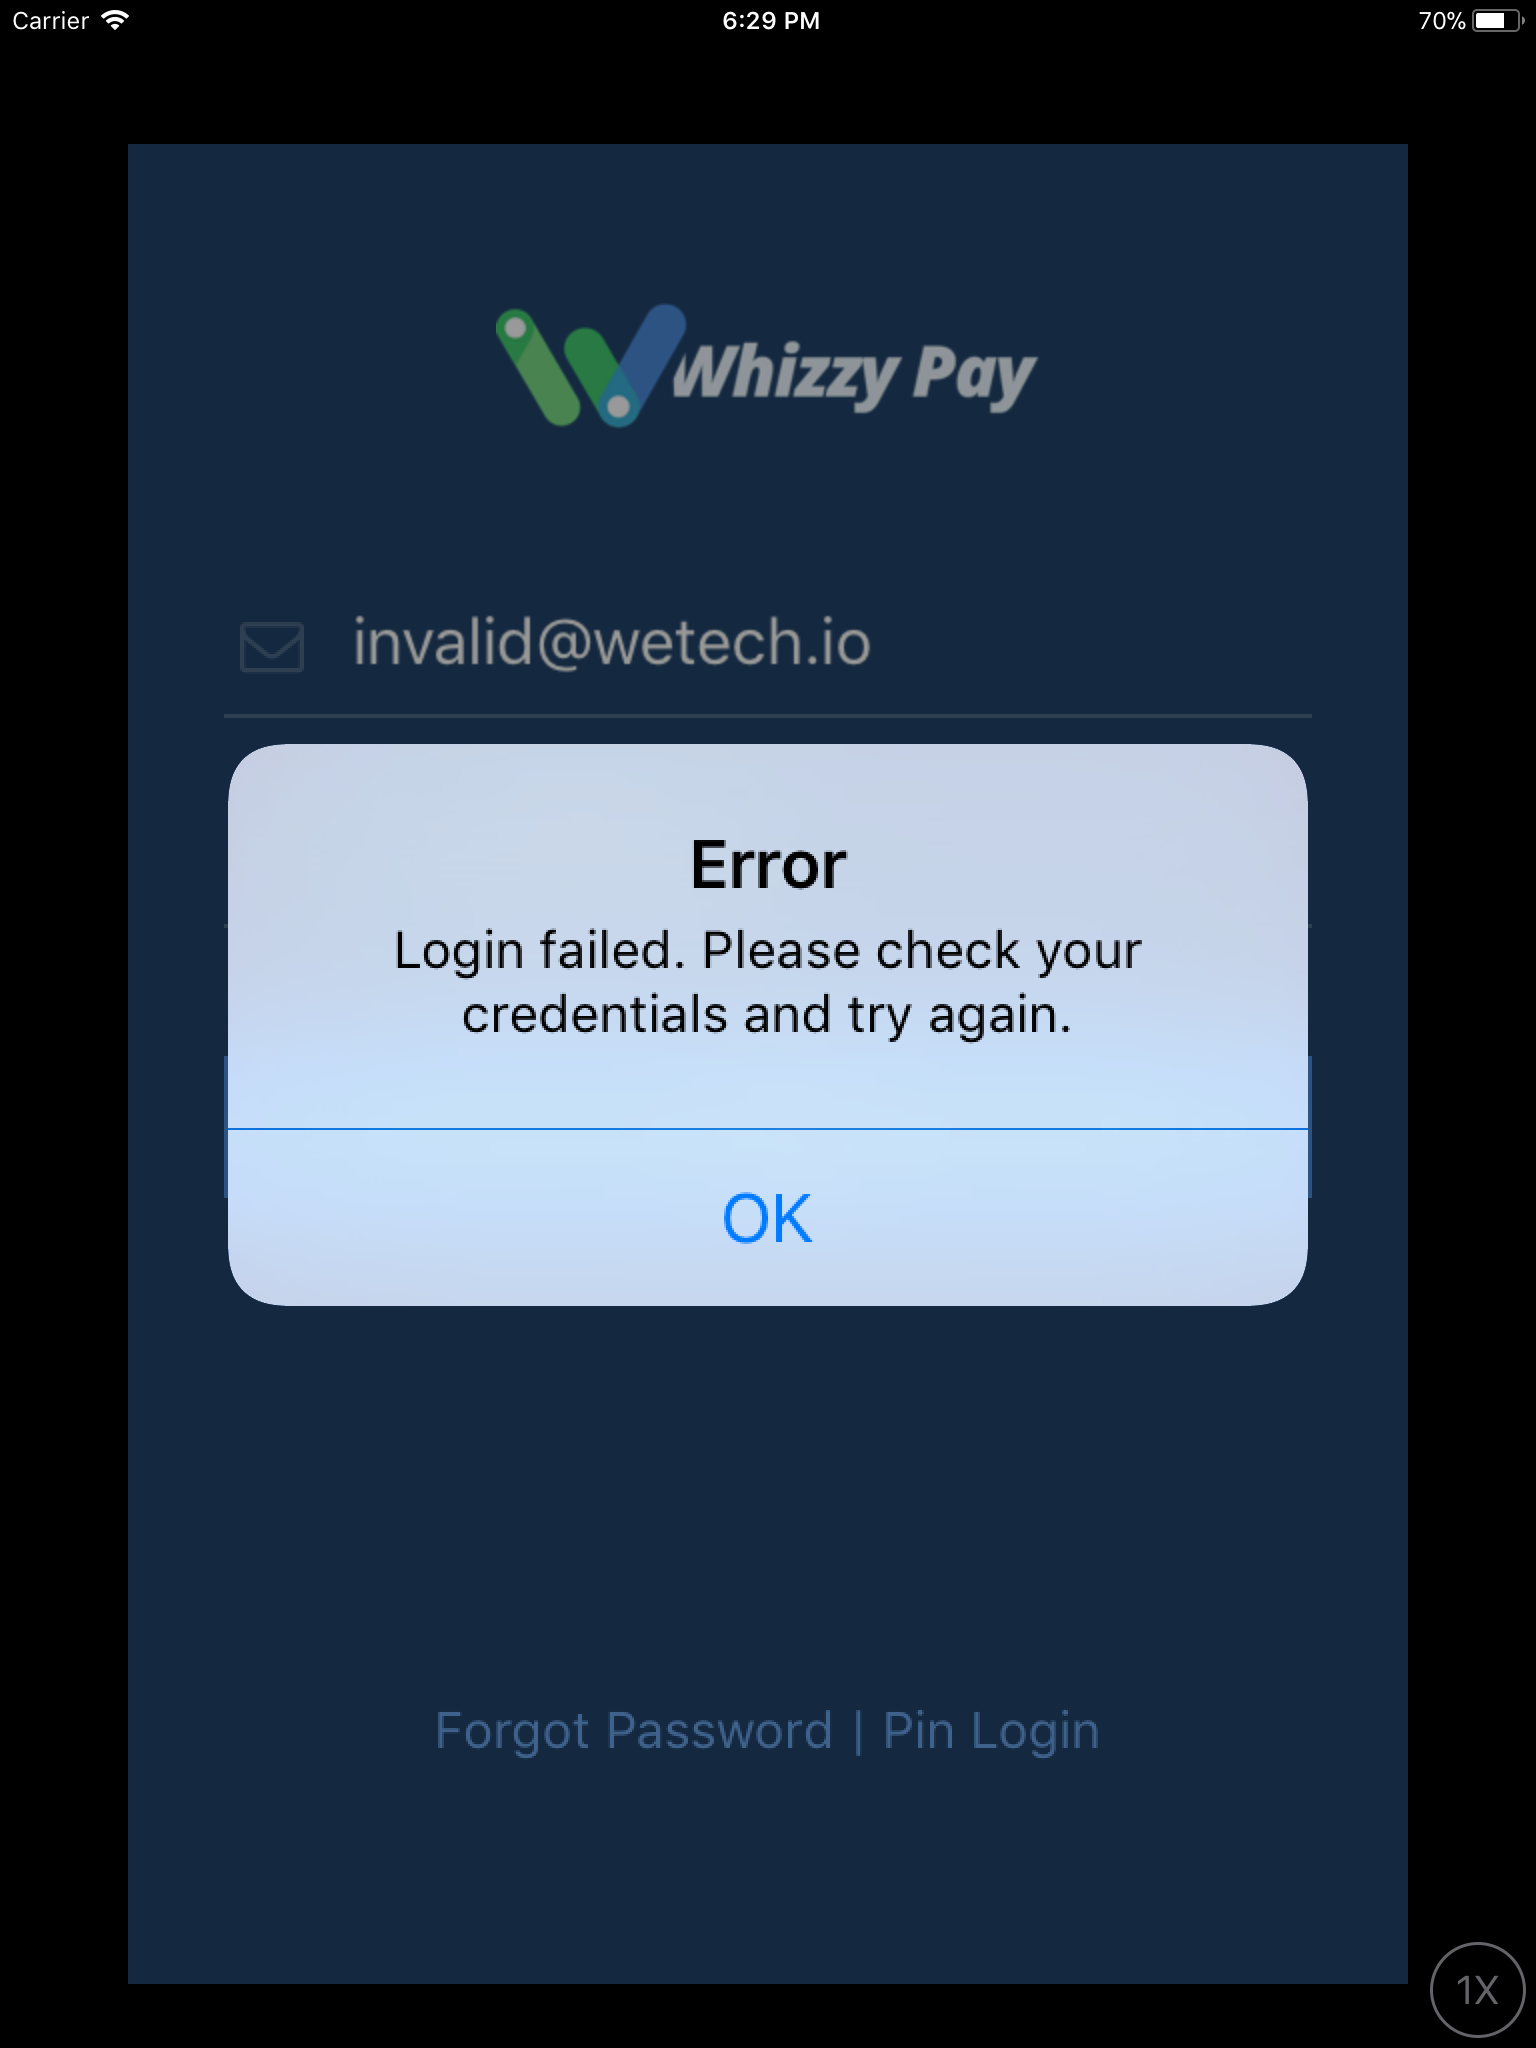 Carrier 6:29 PM 70%
Whizzy Pay
invalid@wetech.io
Error
Login failed. Please check your
credentials and try again.
OK
Forgot Password | Pin Login
1X